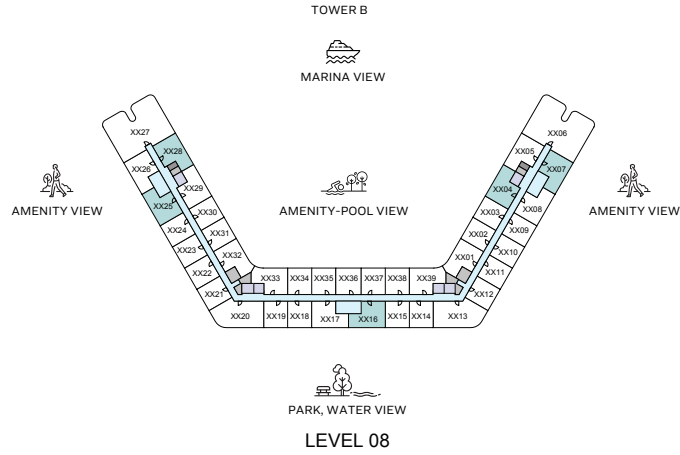 TOWER B
MARINA VIEW
XX27
XX06
XX28
XX05
XX26
XX07
XX29
XX04
XX25
XX08
AMENITY VIEW
AMENITY-POOL VIEW
AMENITY VIEW
XX30
XX03
XX24
XX09
XX31
XX02
XX23
XX10
XX32
XX01
XX22
XX11
XX33
XX34
XX35
XX36
XX37
XX38
XX39
XX21
XX12
XX20
XX19
XX18
XX17
XX16
XX15
XX14
XX13
PARK, WATER VIEW
LEVEL 08